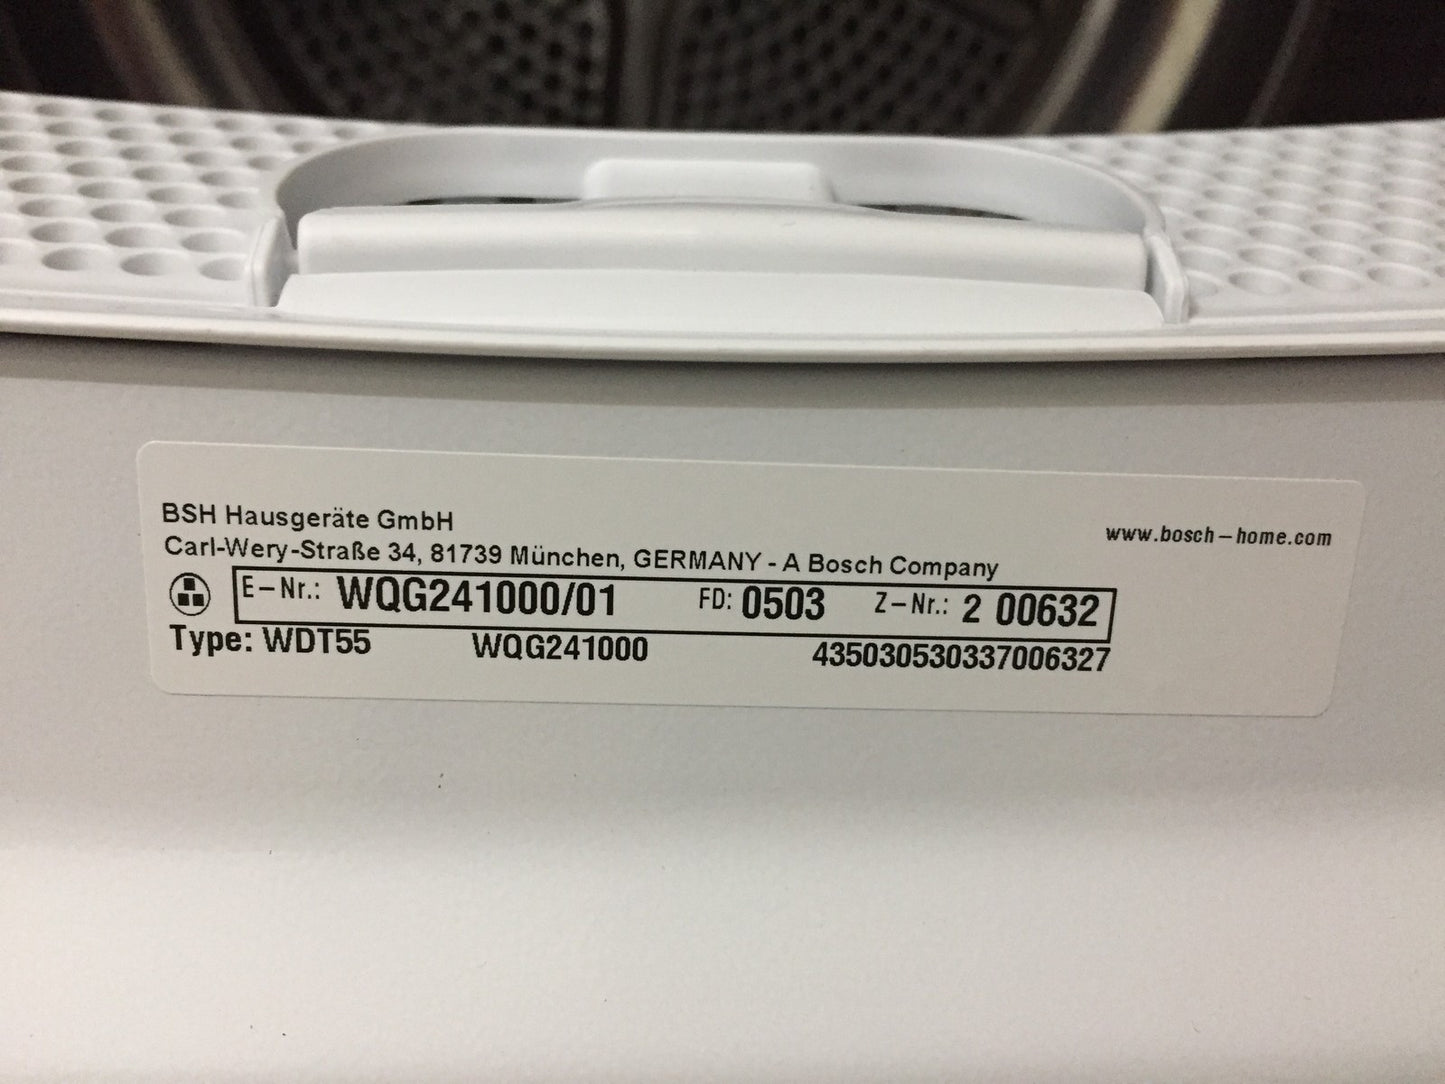 BSH Hausgeräte GmbH
Carl-Wery-Straße 34, 81739 München, GERMANY - A Bosch Company
www.bosch-home.com
E-Nr.: WQG241000/01 FD: 0503 Z-Nr.: 2 00632
Type: WDT55 WQG241000 435030530337006327